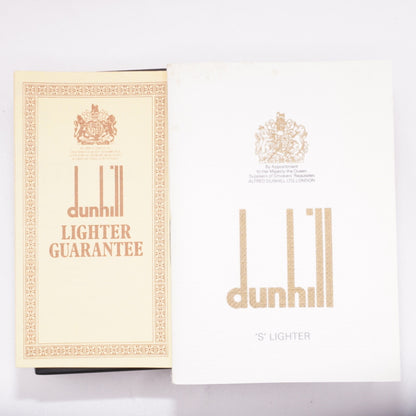 dunhill
LIGHTER
GUARANTEE
By Appointment
to Her Majesty the Queen
Suppliers of Smokers' Requisites
ALFRED DUNHILL LTD. LONDON
dunhill
'S' LIGHTER